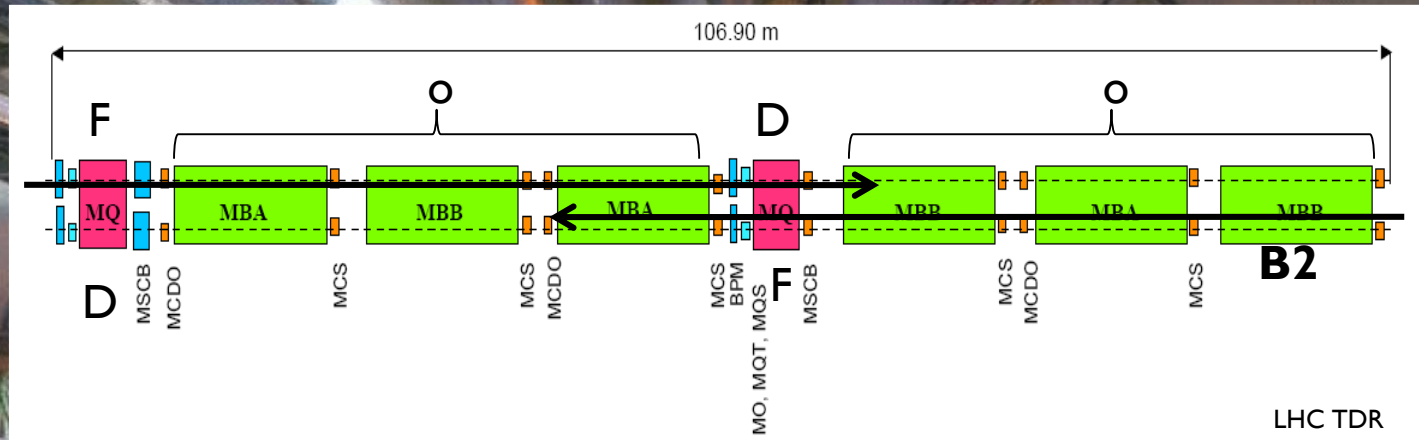 106.90 m
O O
F D
MQ MBA MBB MBA MQ MBB MBA MBB
B2
D F
MSCB MCDO MCS MCS MCDO MCS BPM MO, MQT, MQS MSCB MCS MCDO MCS
LHC TDR